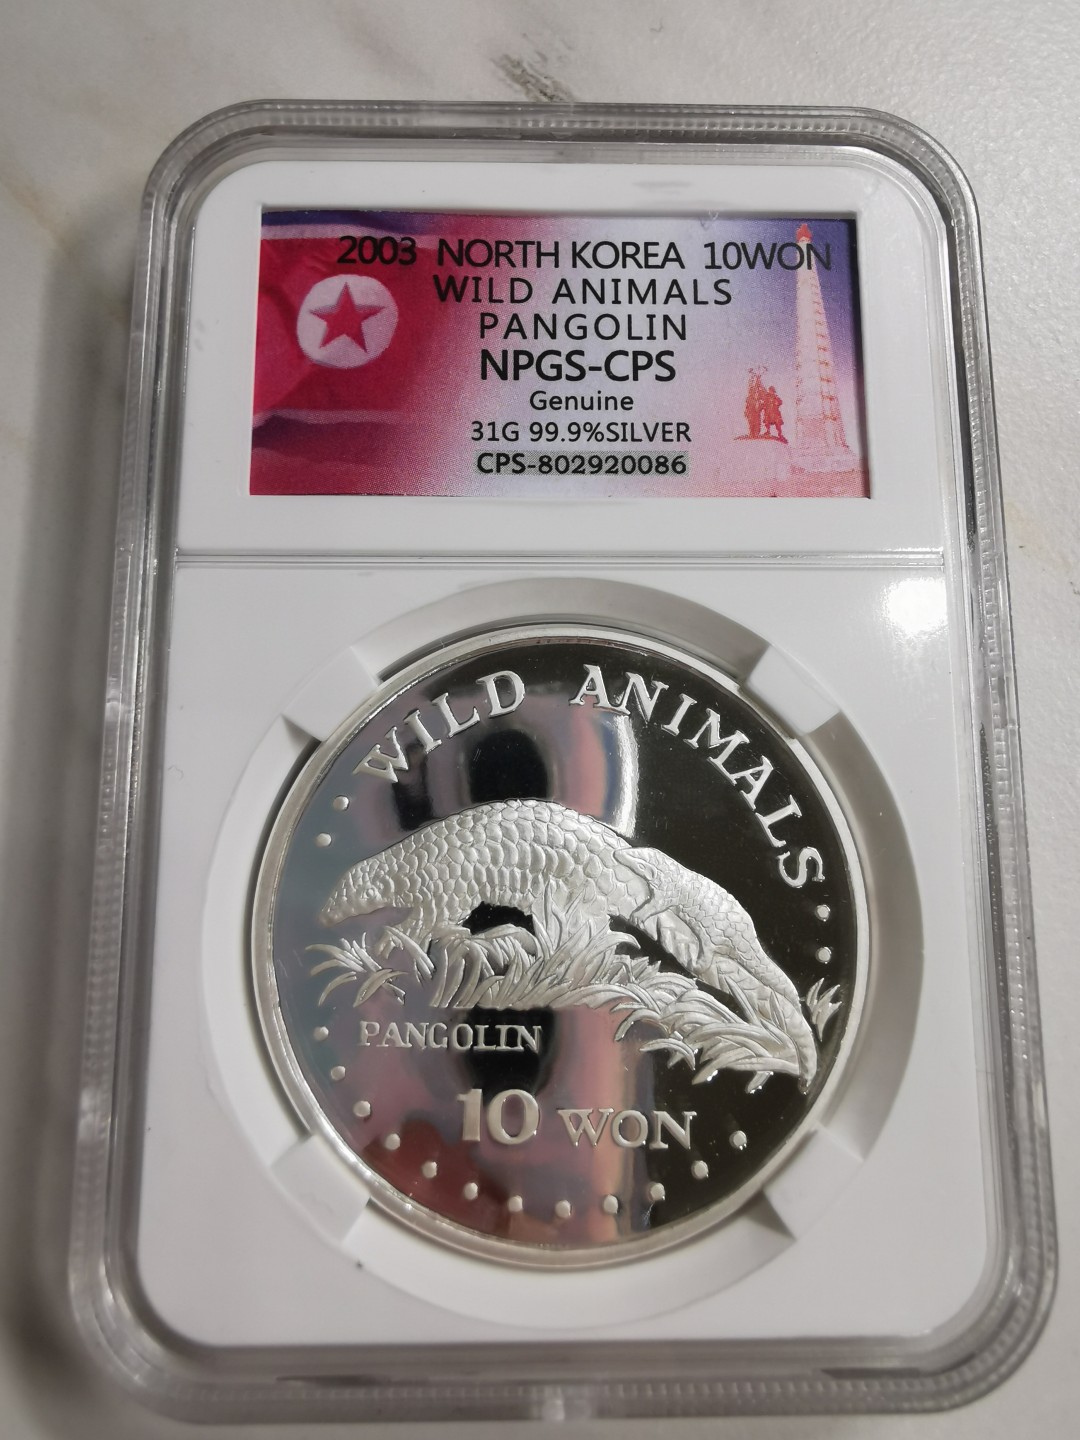 2003 NORTH KOREA 10WON
WILD ANIMALS
PANGOLIN
NPGS-CPS
Genuine
31G 99.9%SILVER
CPS-802920086
WILD ANIMALS
PANGOLIN
10 WON